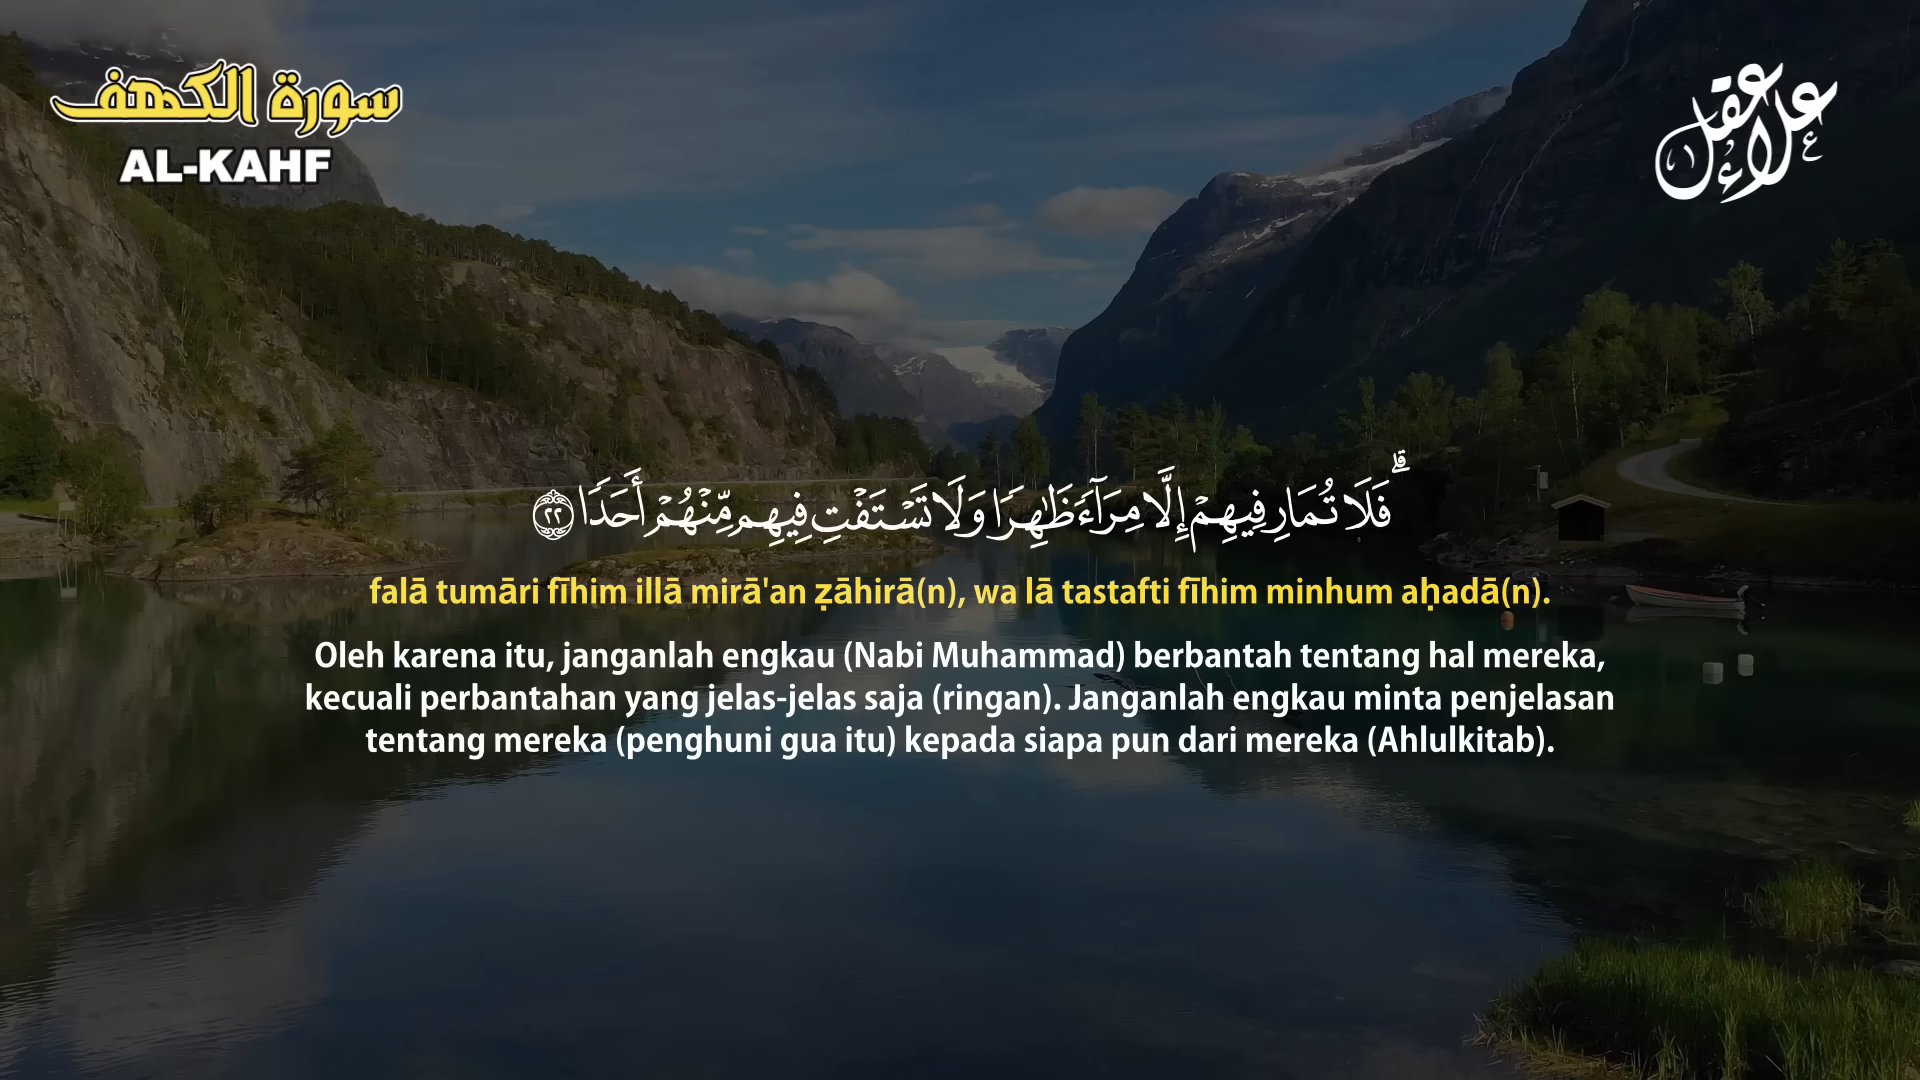 سورة الكهف
AL-KAHF
علاء عقل
ۗ فَلَا تُمَارِ فِيهِمْ إِلَّا مِرَآءً ظَٰهِرًا وَلَا تَسْتَفْتِ فِيهِم مِّنْهُمْ أَحَدًا ٢٢
falā tumāri fīhim illā mirā'an ẓāhirā(n), wa lā tastafti fīhim minhum aḥadā(n).
Oleh karena itu, janganlah engkau (Nabi Muhammad) berbantah tentang hal mereka,
kecuali perbantahan yang jelas-jelas saja (ringan). Janganlah engkau minta penjelasan
tentang mereka (penghuni gua itu) kepada siapa pun dari mereka (Ahlulkitab).